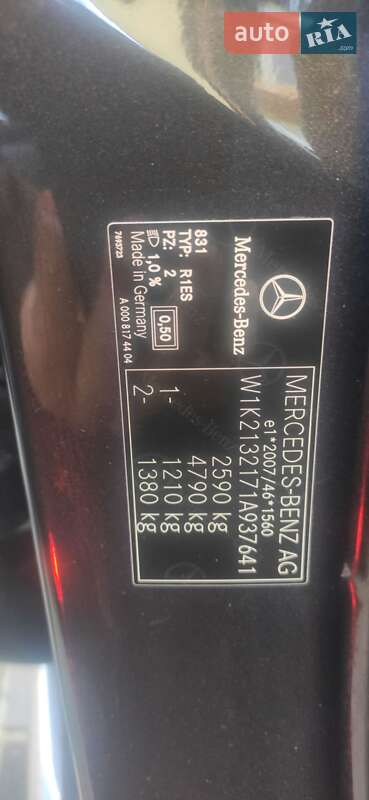 auto RIA
.com
Mercedes-Benz
831
TYP: R1ES
PZ: 2
1,0 % 0,50
Made in Germany
7693723
A 000 817 44 04
MERCEDES-BENZ AG
e1*2007/46*1560
W1K2132171A937641
2590 kg
4790 kg
1- 1210 kg
2- 1380 kg